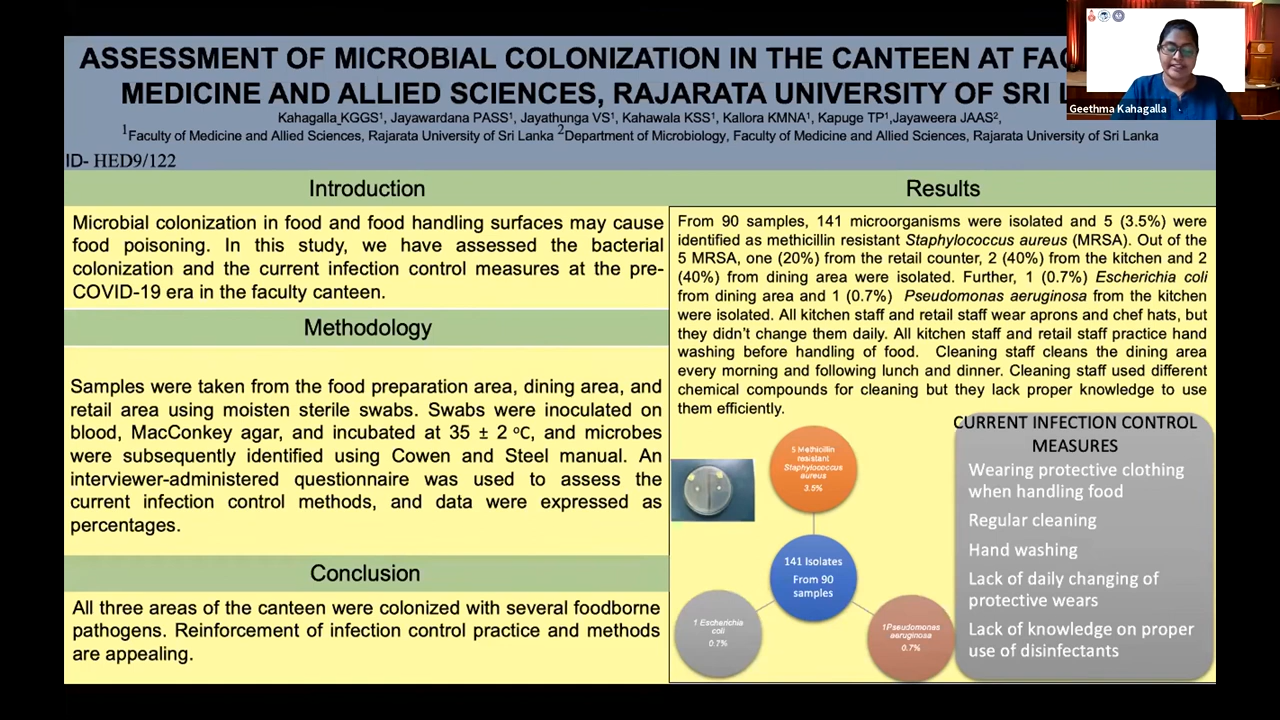 ASSESSMENT OF MICROBIAL COLONIZATION IN THE CANTEEN AT
MEDICINE AND ALLIED SCIENCES, RAJARATA UNIVERSITY OF SRI
Kahagalla KGGS¹, Jayawardana PASS¹, Jayathunga VS¹, Kahawala KSS¹, Kallora KMNA¹, Kapuge TP¹,Jayaweera JAAS²,
¹Faculty of Medicine and Allied Sciences, Rajarata University of Sri Lanka ²Department of Microbiology, Faculty of Medicine and Allied Sciences, Rajarata University of Sri Lanka
ID- HED9/122
Geethma Kahagalla
Introduction
Microbial colonization in food and food handling surfaces may cause
food poisoning. In this study, we have assessed the bacterial
colonization and the current infection control measures at the pre-
COVID-19 era in the faculty canteen.
Methodology
Samples were taken from the food preparation area, dining area, and
retail area using moisten sterile swabs. Swabs were inoculated on
blood, MacConkey agar, and incubated at 35 ± 2 ºC, and microbes
were subsequently identified using Cowen and Steel manual. An
interviewer-administered questionnaire was used to assess the
current infection control methods, and data were expressed as
percentages.
Conclusion
All three areas of the canteen were colonized with several foodborne
pathogens. Reinforcement of infection control practice and methods
are appealing.
Results
From 90 samples, 141 microorganisms were isolated and 5 (3.5%) were
identified as methicillin resistant Staphylococcus aureus (MRSA). Out of the
5 MRSA, one (20%) from the retail counter, 2 (40%) from the kitchen and 2
(40%) from dining area were isolated. Further, 1 (0.7%) Escherichia coli
from dining area and 1 (0.7%) Pseudomonas aeruginosa from the kitchen
were isolated. All kitchen staff and retail staff wear aprons and chef hats, but
they didn't change them daily. All kitchen staff and retail staff practice hand
washing before handling of food. Cleaning staff cleans the dining area
every morning and following lunch and dinner. Cleaning staff used different
chemical compounds for cleaning but they lack proper knowledge to use
them efficiently.
5 Methicillin
resistant
Staphylococcus
aureus
3.5%
141 Isolates
From 90
samples
1 Escherichia
coli
0.7%
1Pseudomonas
aeruginosa
0.7%
CURRENT INFECTION CONTROL
MEASURES
Wearing protective clothing
when handling food
Regular cleaning
Hand washing
Lack of daily changing of
protective wears
Lack of knowledge on proper
use of disinfectants